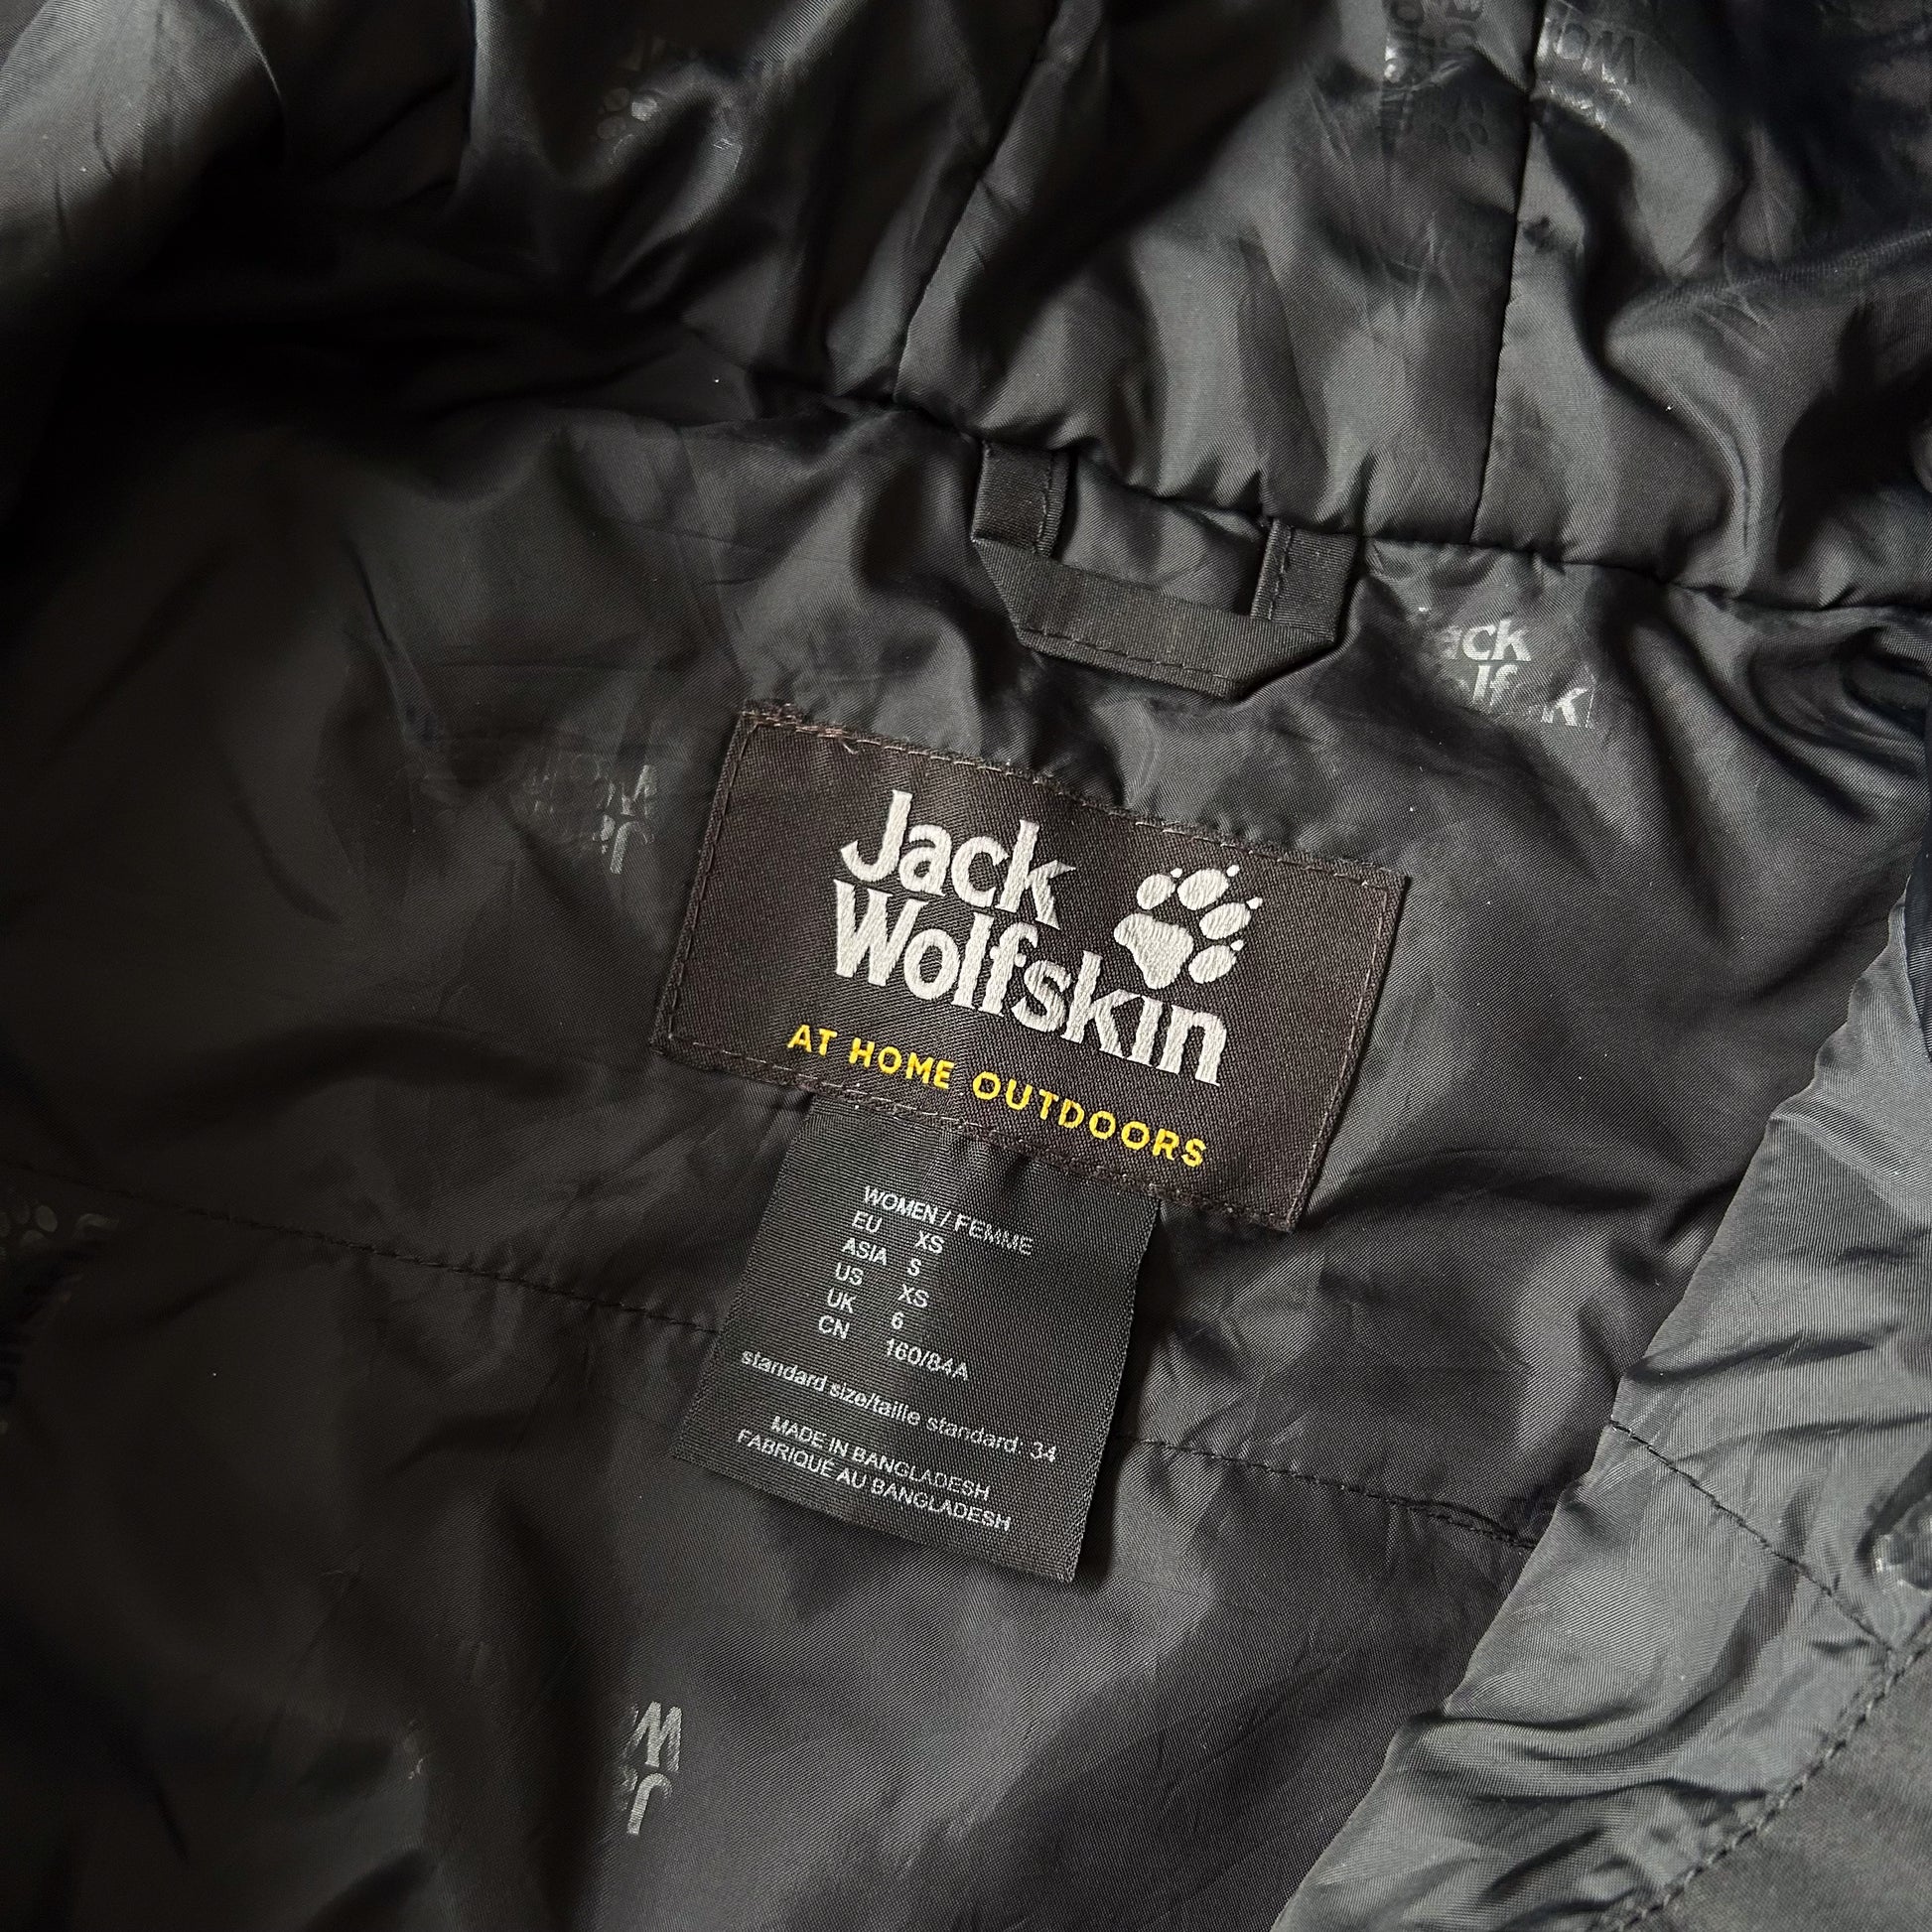 Jack
Wolfskin
AT HOME OUTDOORS
WOMEN / FEMME
EU XS
ASIA S
US XS
UK 6
CN 160/84A
standard size/taille standard: 34
MADE IN BANGLADESH
FABRIQUÉ AU BANGLADESH